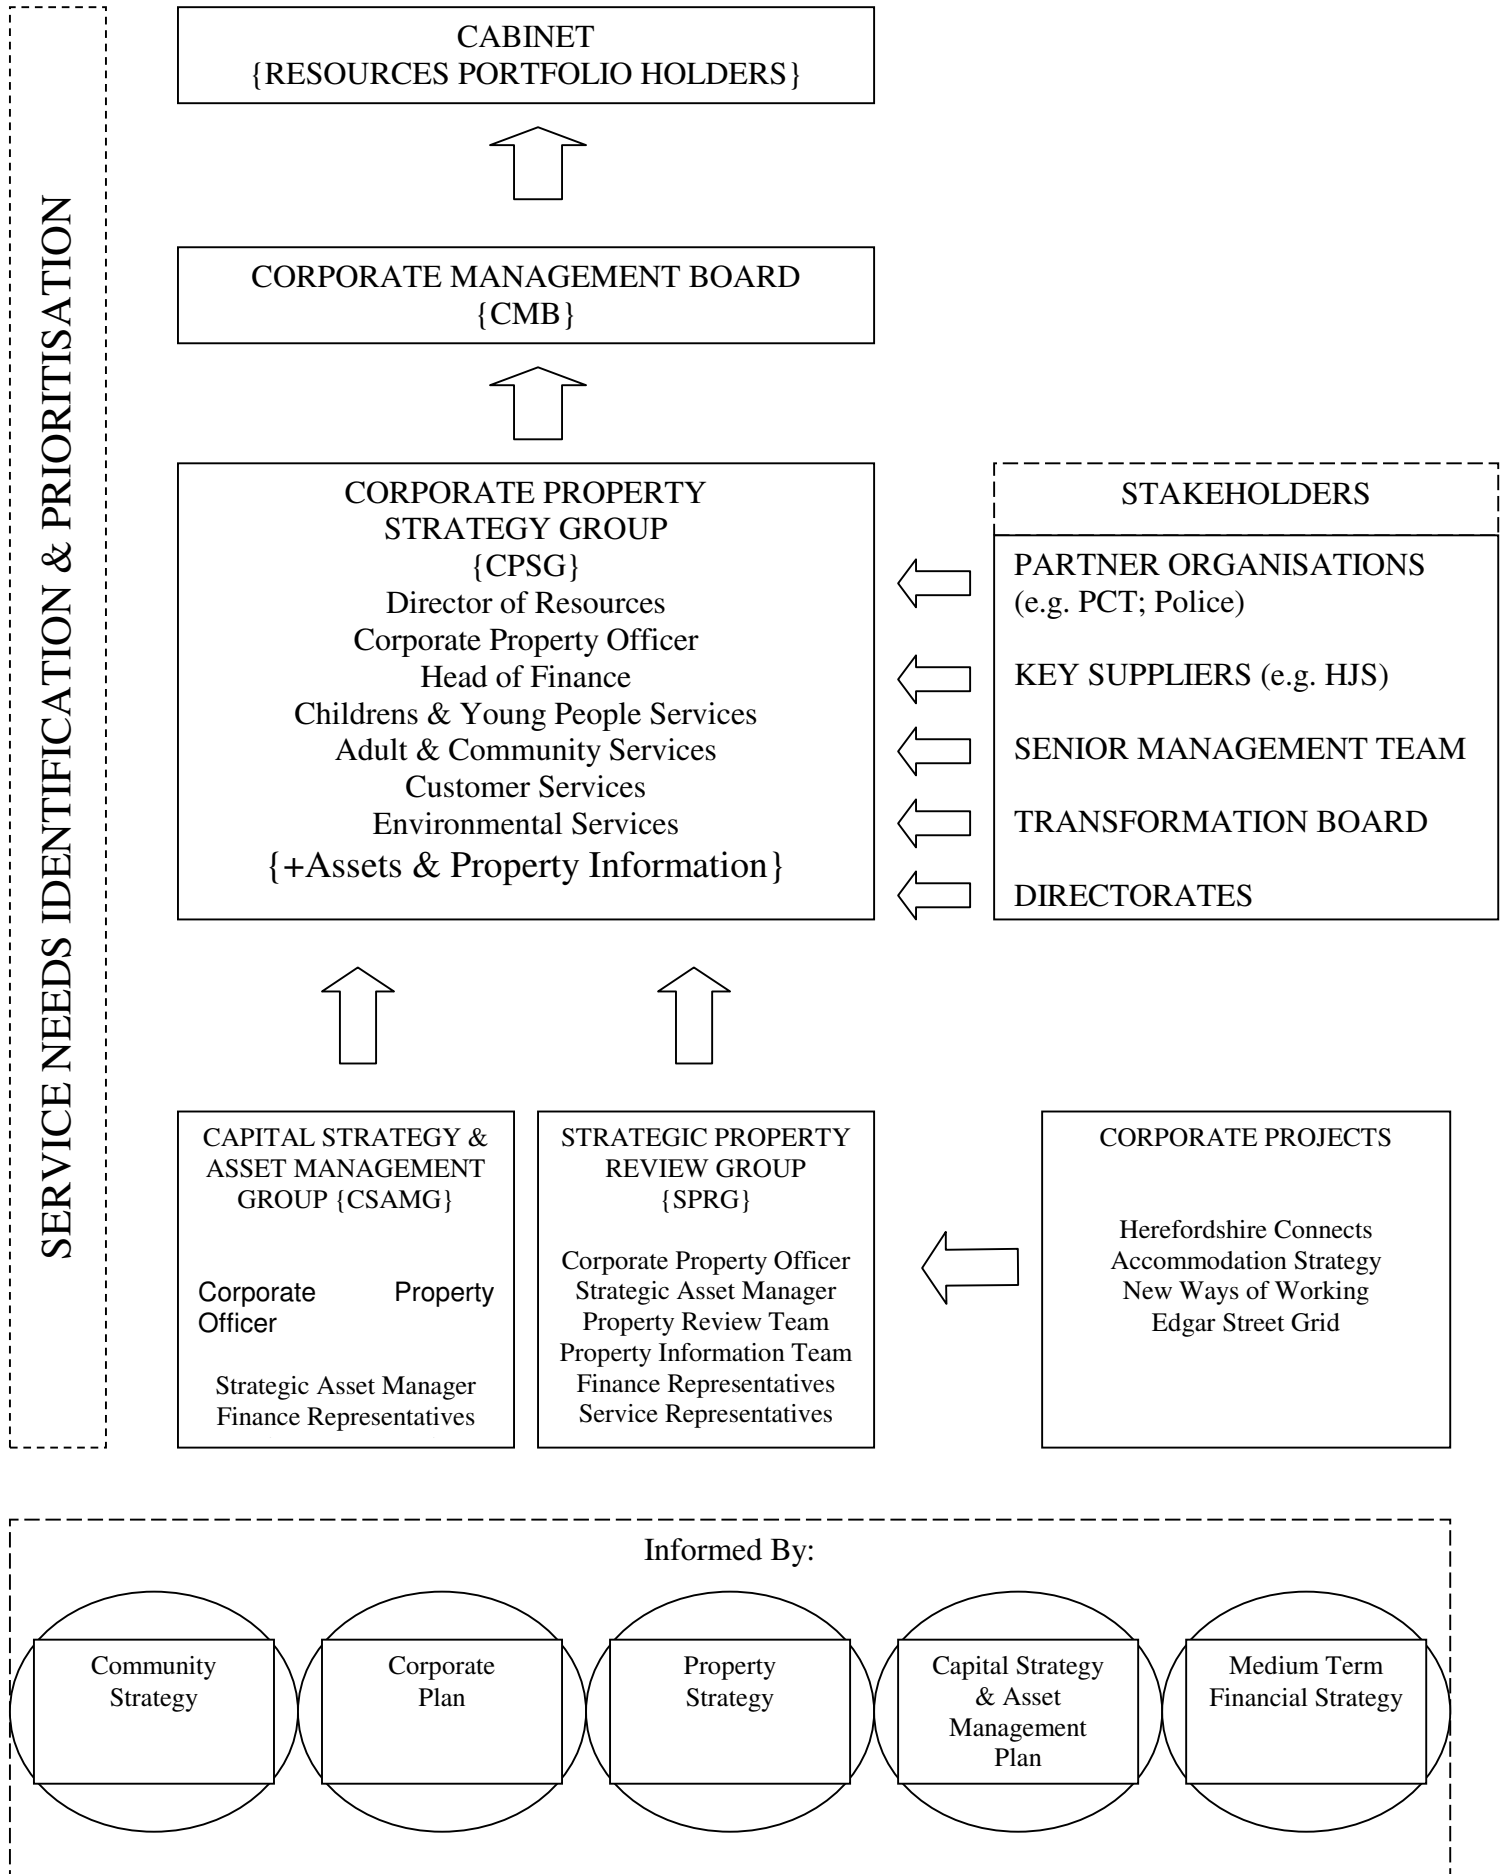 SERVICE NEEDS IDENTIFICATION & PRIORITISATION
CABINET
{RESOURCES PORTFOLIO HOLDERS}
CORPORATE MANAGEMENT BOARD
{CMB}
CORPORATE PROPERTY
STRATEGY GROUP
{CPSG}
Director of Resources
Corporate Property Officer
Head of Finance
Childrens & Young People Services
Adult & Community Services
Customer Services
Environmental Services
{+Assets & Property Information}
STAKEHOLDERS
PARTNER ORGANISATIONS
(e.g. PCT; Police)
KEY SUPPLIERS (e.g. HJS)
SENIOR MANAGEMENT TEAM
TRANSFORMATION BOARD
DIRECTORATES
CAPITAL STRATEGY &
ASSET MANAGEMENT
GROUP {CSAMG}
Corporate Property
Officer
Strategic Asset Manager
Finance Representatives
STRATEGIC PROPERTY
REVIEW GROUP
{SPRG}
Corporate Property Officer
Strategic Asset Manager
Property Review Team
Property Information Team
Finance Representatives
Service Representatives
CORPORATE PROJECTS
Herefordshire Connects
Accommodation Strategy
New Ways of Working
Edgar Street Grid
Informed By:
Community
Strategy
Corporate
Plan
Property
Strategy
Capital Strategy
& Asset
Management
Plan
Medium Term
Financial Strategy